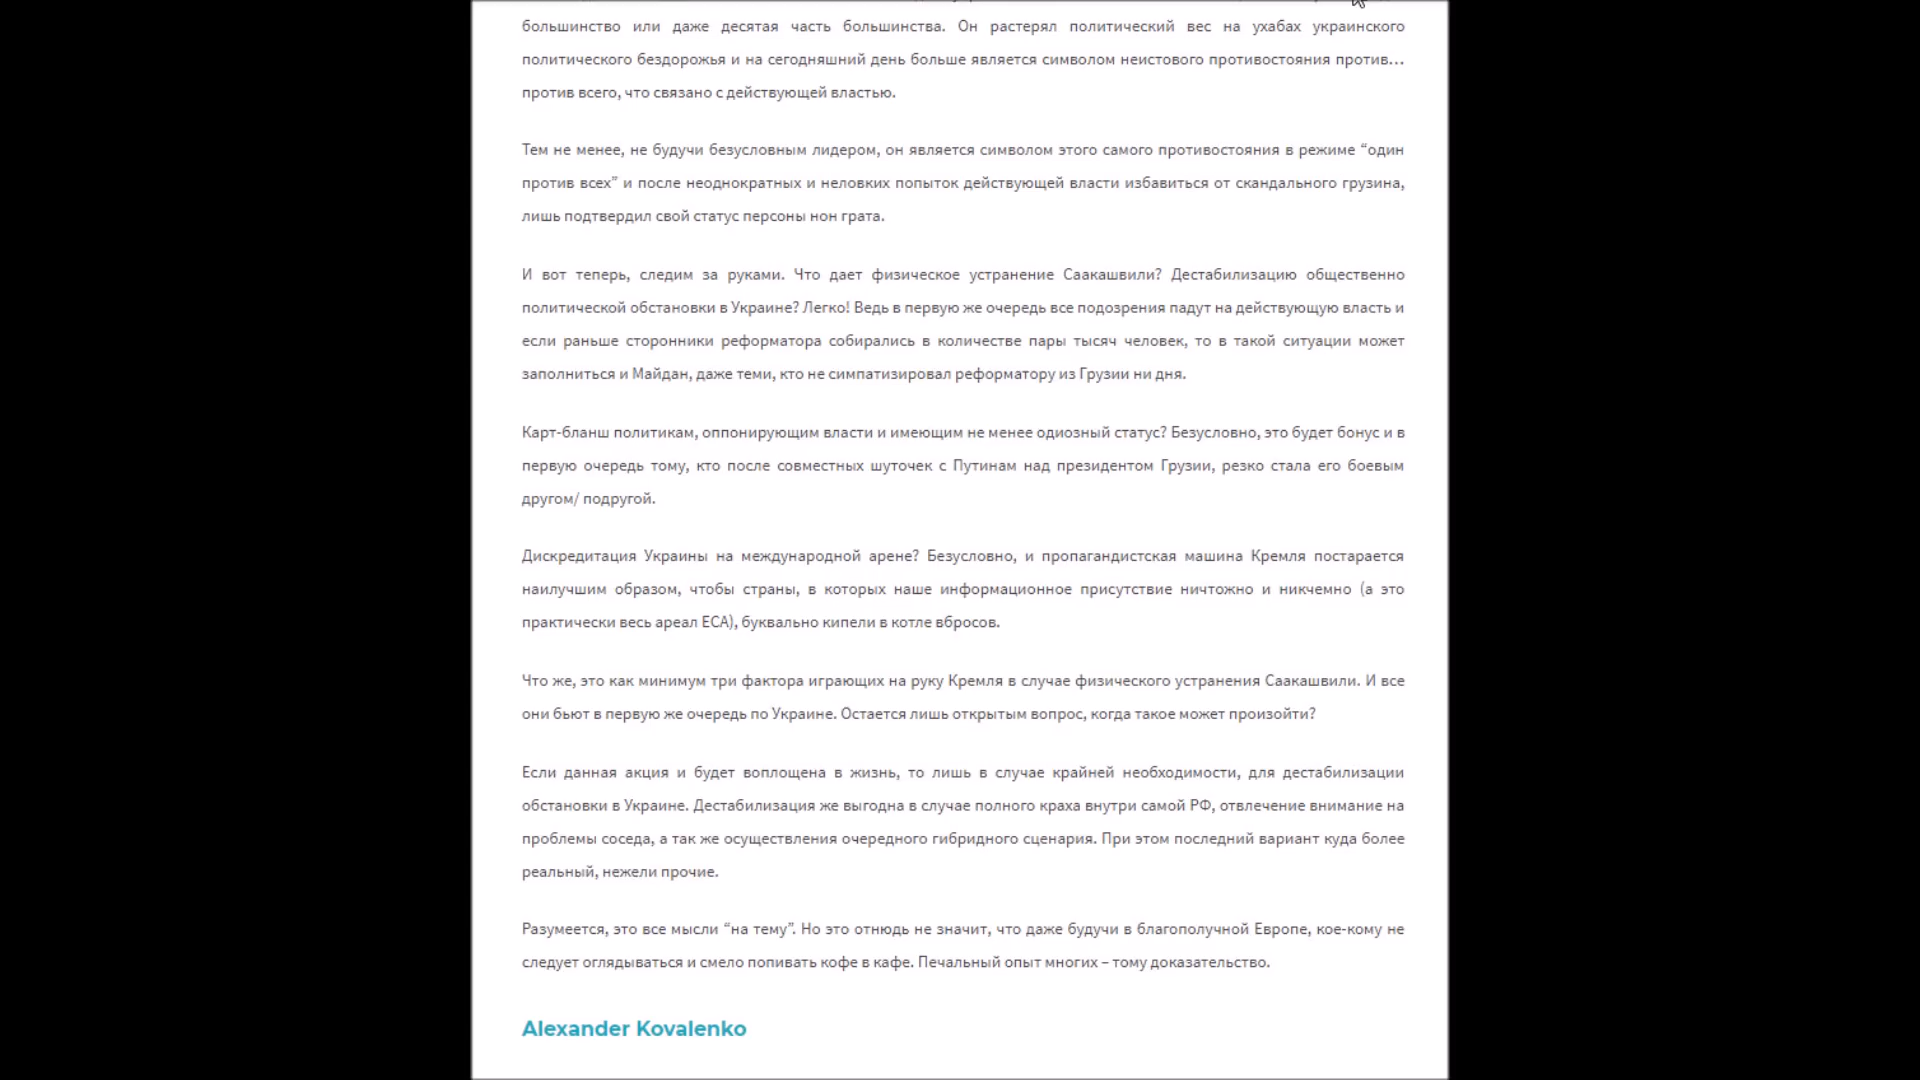 большинство или даже десятая часть большинства. Он растерял политический вес на ухабах украинского
политического бездорожья и на сегодняшний день больше является символом неистового противостояния против…
против всего, что связано с действующей властью.
Тем не менее, не будучи безусловным лидером, он является символом этого самого противостояния в режиме “один
против всех” и после неоднократных и неловких попыток действующей власти избавиться от скандального грузина,
лишь подтвердил свой статус персоны нон грата.
И вот теперь, следим за руками. Что дает физическое устранение Саакашвили? Дестабилизацию общественно
политической обстановки в Украине? Легко! Ведь в первую же очередь все подозрения падут на действующую власть и
если раньше сторонники реформатора собирались в количестве пары тысяч человек, то в такой ситуации может
заполниться и Майдан, даже теми, кто не симпатизировал реформатору из Грузии ни дня.
Карт-бланш политикам, оппонирующим власти и имеющим не менее одиозный статус? Безусловно, это будет бонус и в
первую очередь тому, кто после совместных шуточек с Путинам над президентом Грузии, резко стала его боевым
другом/ подругой.
Дискредитация Украины на международной арене? Безусловно, и пропагандистская машина Кремля постарается
наилучшим образом, чтобы страны, в которых наше информационное присутствие ничтожно и никчемно (а это
практически весь ареал ЕСА), буквально кипели в котле вбросов.
Что же, это как минимум три фактора играющих на руку Кремля в случае физического устранения Саакашвили. И все
они бьют в первую же очередь по Украине. Остается лишь открытым вопрос, когда такое может произойти?
Если данная акция и будет воплощена в жизнь, то лишь в случае крайней необходимости, для дестабилизации
обстановки в Украине. Дестабилизация же выгодна в случае полного краха внутри самой РФ, отвлечение внимание на
проблемы соседа, а так же осуществления очередного гибридного сценария. При этом последний вариант куда более
реальный, нежели прочие.
Разумеется, это все мысли “на тему”. Но это отнюдь не значит, что даже будучи в благополучной Европе, кое-кому не
следует оглядываться и смело попивать кофе в кафе. Печальный опыт многих – тому доказательство.
Alexander Kovalenko